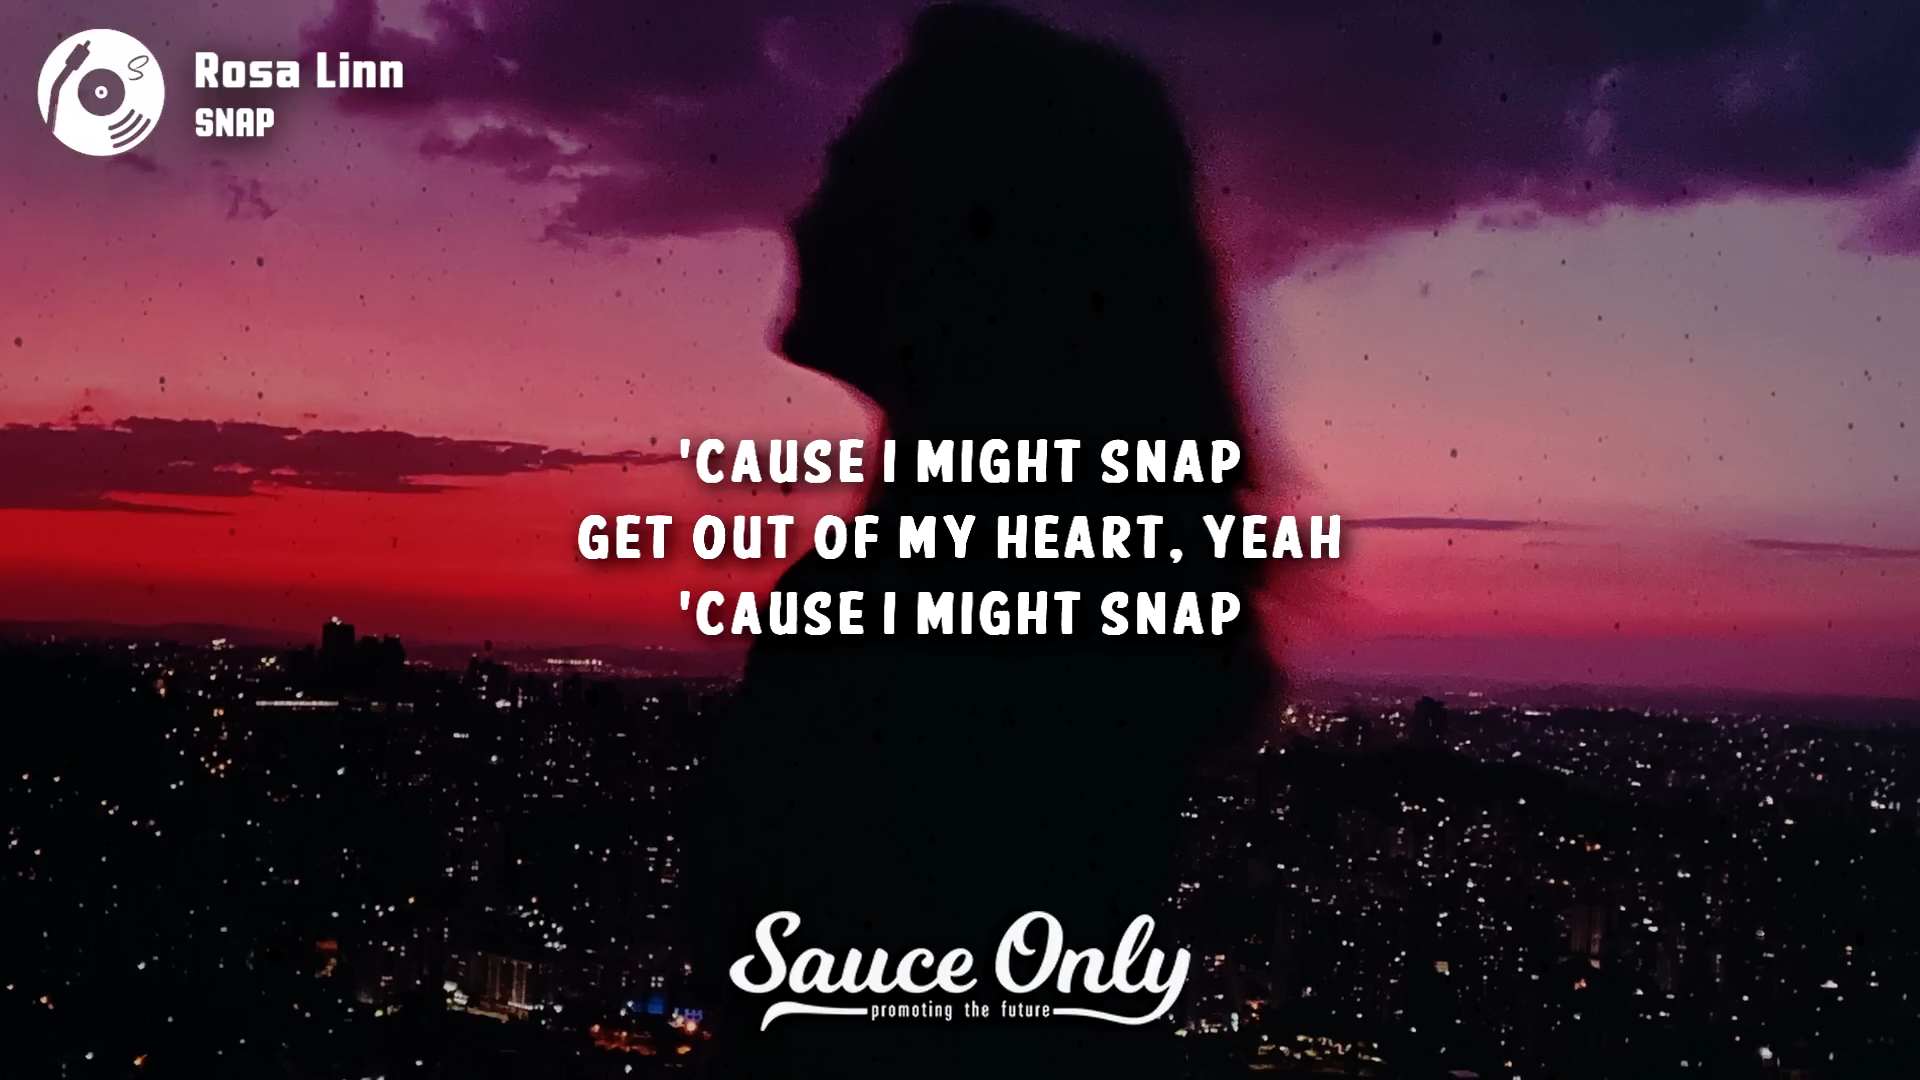 Rosa Linn
SNAP
'CAUSE I MIGHT SNAP
GET OUT OF MY HEART, YEAH
'CAUSE I MIGHT SNAP
Sauce Only
promoting the future